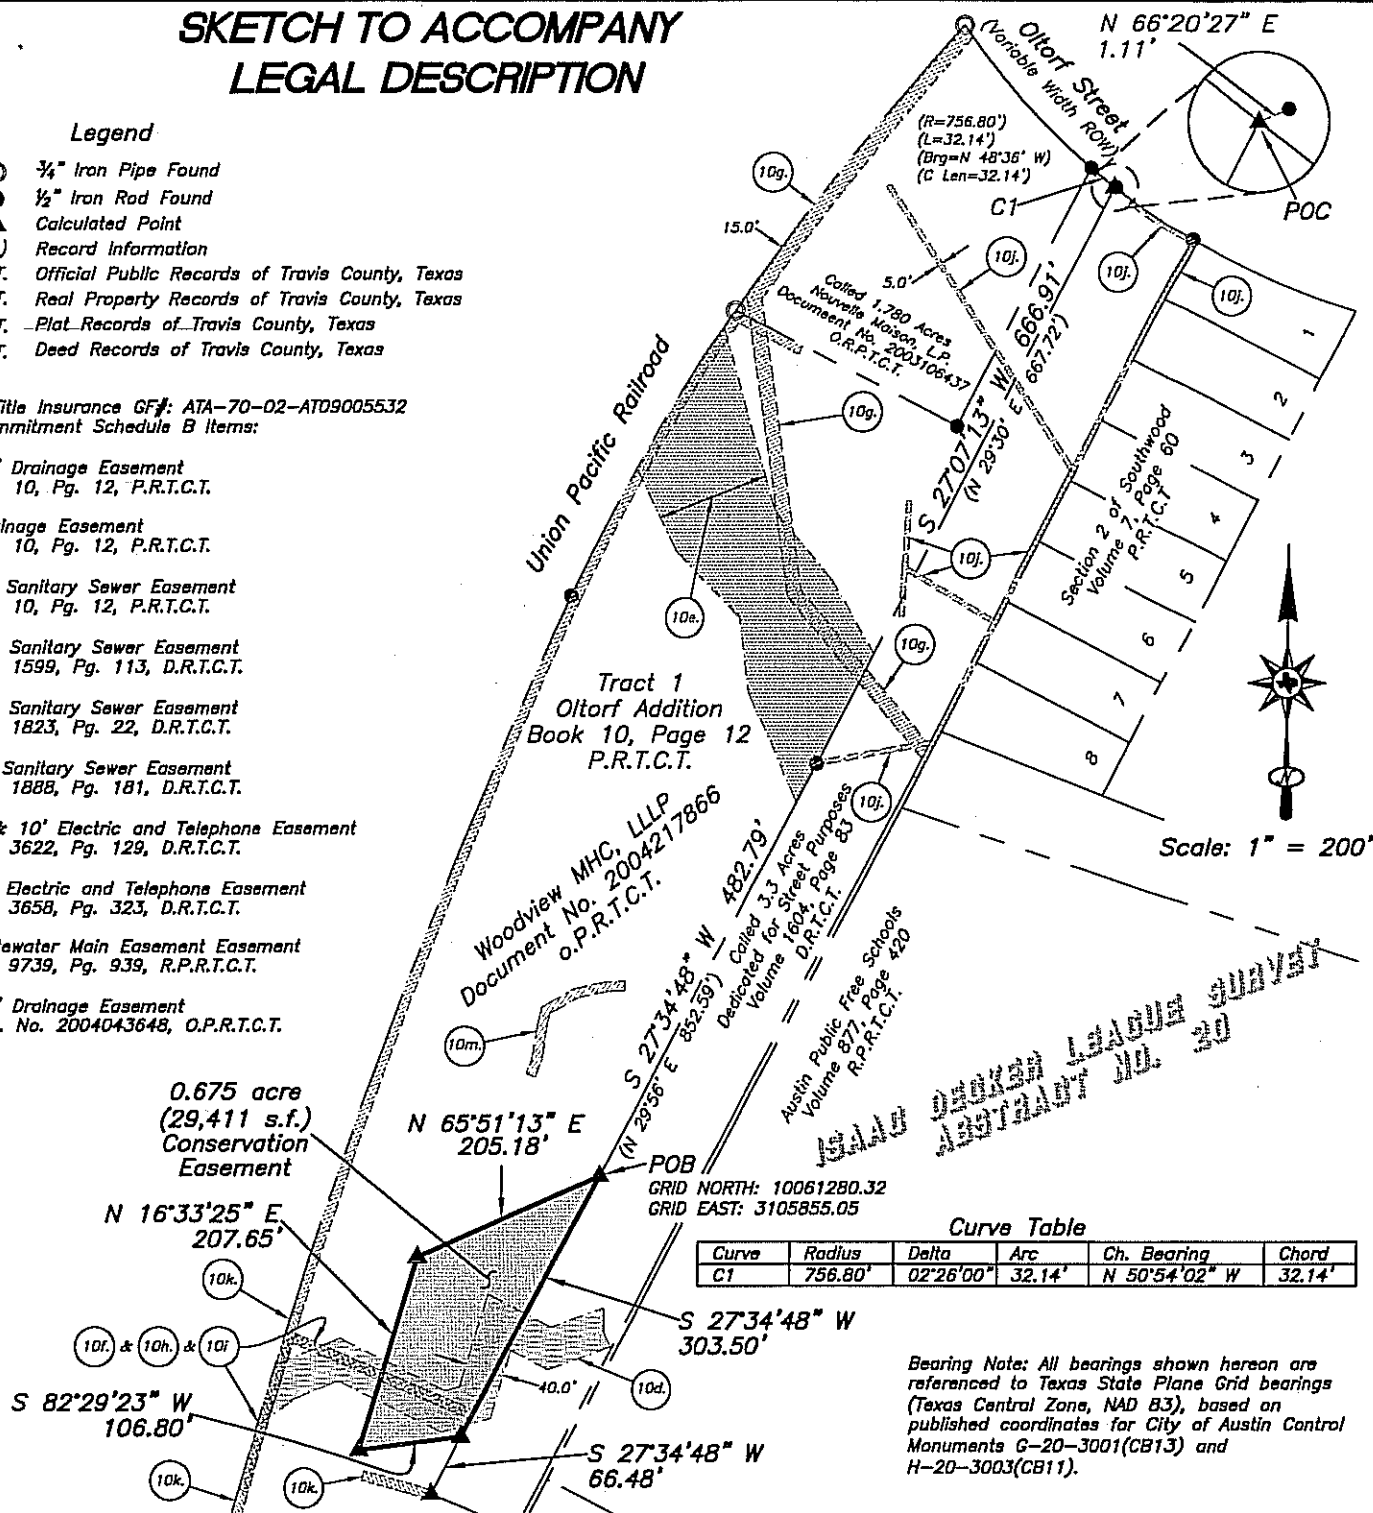 SKETCH TO ACCOMPANY
LEGAL DESCRIPTION
Legend
¾" Iron Pipe Found
½" Iron Rod Found
Calculated Point
) Record Information
T. Official Public Records of Travis County, Texas
T. Real Property Records of Travis County, Texas
T. Plat Records of Travis County, Texas
T. Deed Records of Travis County, Texas
Title Insurance GF#: ATA-70-02-AT09005532
mmitment Schedule B Items:
' Drainage Easement
10, Pg. 12, P.R.T.C.T.
inage Easement
10, Pg. 12, P.R.T.C.T.
Sanitary Sewer Easement
10, Pg. 12, P.R.T.C.T.
Sanitary Sewer Easement
1599, Pg. 113, D.R.T.C.T.
Sanitary Sewer Easement
1823, Pg. 22, D.R.T.C.T.
Sanitary Sewer Easement
1888, Pg. 181, D.R.T.C.T.
& 10' Electric and Telephone Easement
3622, Pg. 129, D.R.T.C.T.
Electric and Telephone Easement
3658, Pg. 323, D.R.T.C.T.
tewater Main Easement Easement
9739, Pg. 939, R.P.R.T.C.T.
' Drainage Easement
. No. 2004043648, O.P.R.T.C.T.
N 66°20'27" E
1.11'
POC
Oltorf Street
(Variable Width ROW)
(R=756.80')
(L=32.14')
(Brg=N 48°36' W)
(C Len=32.14')
C1
10g.
15.0'
10j.
5.0'
10j.
10j.
Called 1.780 Acres
Nouvelle Maison, L.P.
Document No. 2003106437
O.R.P.T.C.T.
S 27°07'13" W 666.91'
(N 29°30' E 667.72')
Union Pacific Railroad
10g.
1
2
3
4
5
6
7
8
Section 2 of Southwood
Volume 7, Page 60
P.R.T.C.T
10j.
10e.
10g.
Tract 1
Oltorf Addition
Book 10, Page 12
P.R.T.C.T.
10j.
Scale: 1" = 200'
Woodview MHC, LLLP
Document No. 2004217866
o.P.R.T.C.T.
S 27°34'48" W 482.79'
(N 29°56' E 852.59')
Called 3.3 Acres
Dedicated for Street Purposes
Volume 1604, Page 83
D.R.T.C.T.
Austin Public Free Schools
Volume 877, Page 420
R.P.R.T.C.T.
ISAAC DECKER LEAGUE SURVEY
ABSTRACT NO. 20
10m.
0.675 acre
(29,411 s.f.)
Conservation
Easement
N 65°51'13" E
205.18'
POB
GRID NORTH: 10061280.32
GRID EAST: 3105855.05
N 16°33'25" E
207.65'
Curve Table
Curve Radius Delta Arc Ch. Bearing Chord
C1 756.80' 02°26'00" 32.14' N 50°54'02" W 32.14'
10k.
S 27°34'48" W
303.50'
10f. & 10h. & 10i
40.0'
10d.
S 82°29'23" W
106.80'
S 27°34'48" W
66.48'
10k.
10k.
Bearing Note: All bearings shown hereon are
referenced to Texas State Plane Grid bearings
(Texas Central Zone, NAD 83), based on
published coordinates for City of Austin Control
Monuments G-20-3001(CB13) and
H-20-3003(CB11).